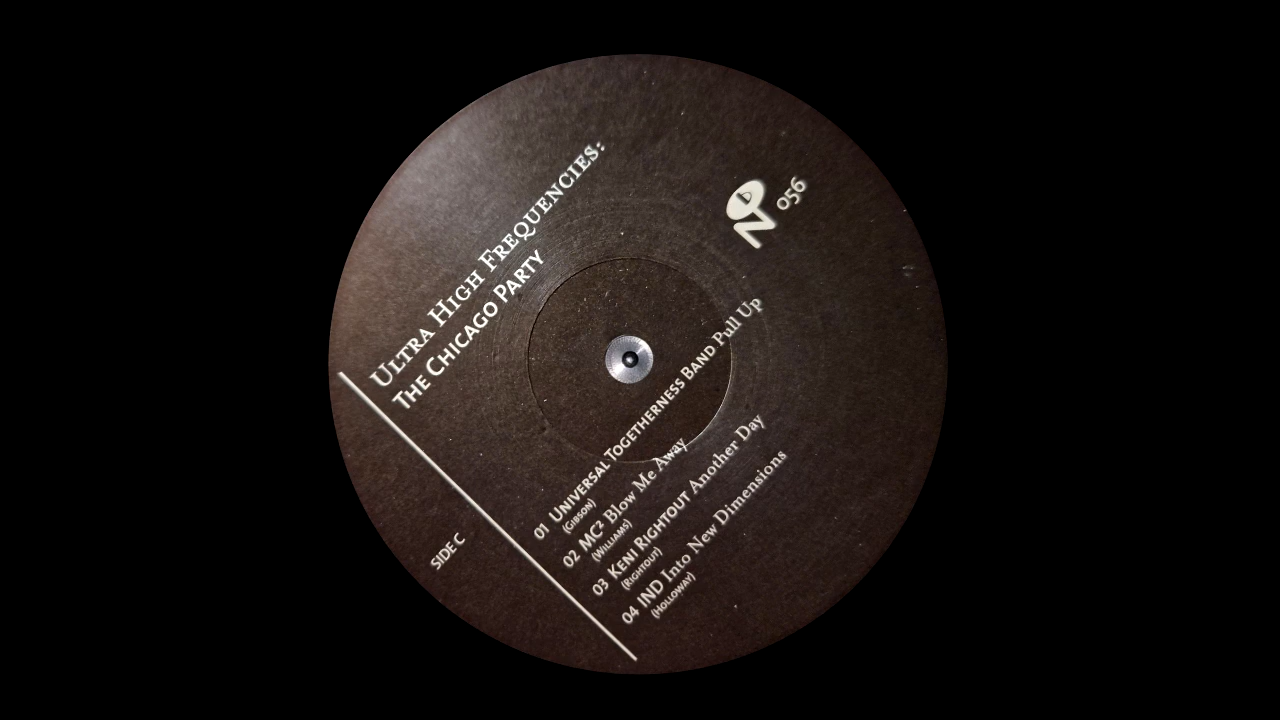 ULTRA HIGH FREQUENCIES:
THE CHICAGO PARTY
N 056
SIDE C
01 UNIVERSAL TOGETHERNESS BAND Pull Up
(GIBSON)
02 MC² Blow Me Away
(WILLIAMS)
03 KENI RIGHTOUT Another Day
(RIGHTOUT)
04 IND Into New Dimensions
(HOLLOWAY)